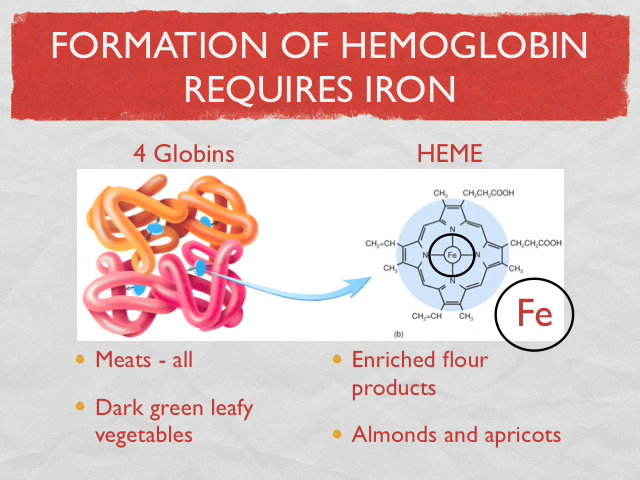 FORMATION OF HEMOGLOBIN
REQUIRES IRON
4 Globins
HEME
CH₃
CH₂CH₂COOH
CH₂=CH
CH₂CH₂COOH
N
N
Fe
N
N
CH₃
CH₃
CH₂=CH
CH₃
(b)
Fe
Meats - all
Dark green leafy
vegetables
Enriched flour
products
Almonds and apricots